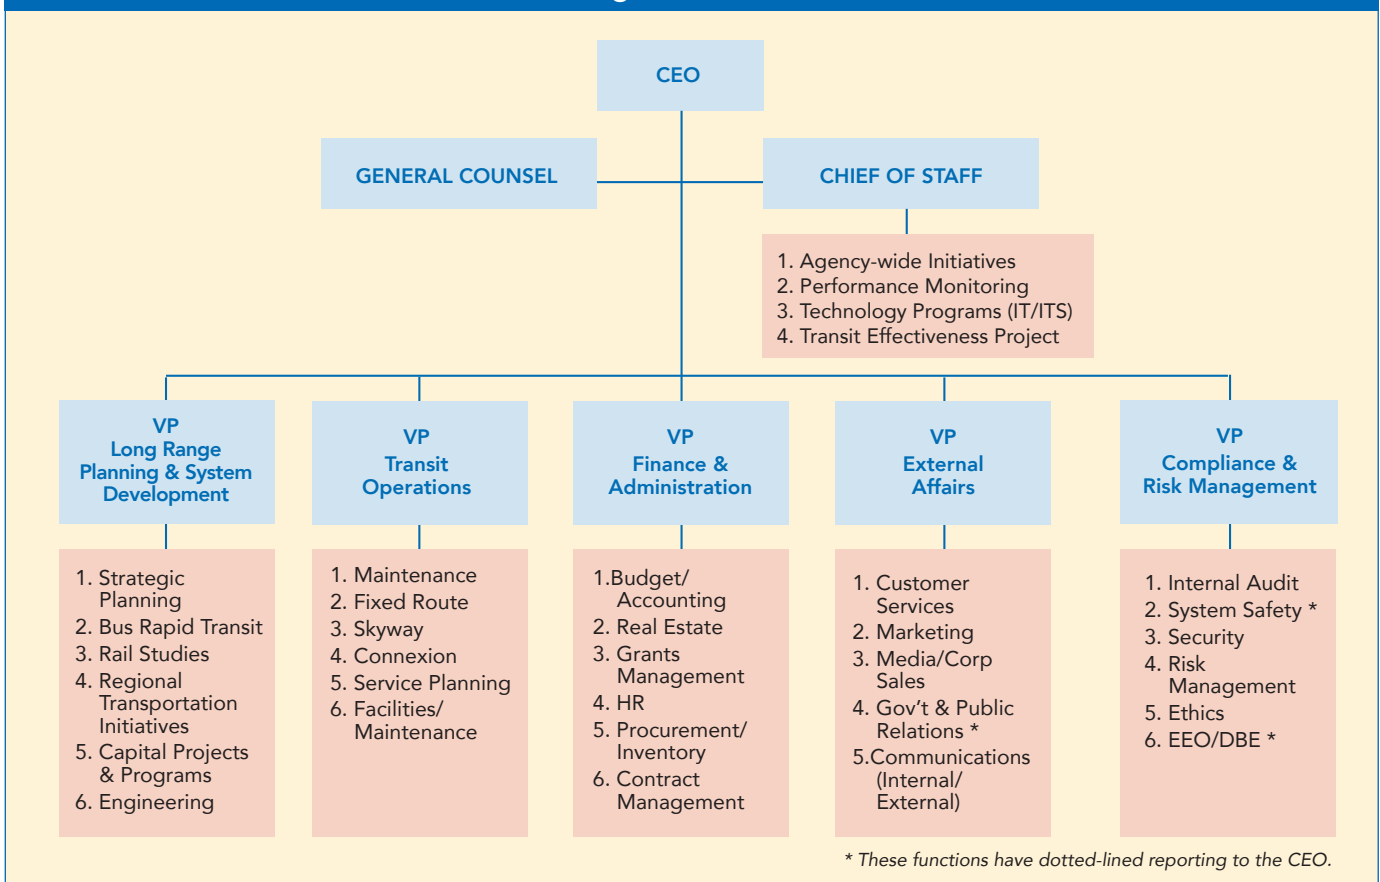 CEO
GENERAL COUNSEL
CHIEF OF STAFF
1. Agency-wide Initiatives
2. Performance Monitoring
3. Technology Programs (IT/ITS)
4. Transit Effectiveness Project
VP
Long Range
Planning & System
Development
VP
Transit
Operations
VP
Finance &
Administration
VP
External
Affairs
VP
Compliance &
Risk Management
1. Strategic
Planning
2. Bus Rapid Transit
3. Rail Studies
4. Regional
Transportation
Initiatives
5. Capital Projects
& Programs
6. Engineering
1. Maintenance
2. Fixed Route
3. Skyway
4. Connexion
5. Service Planning
6. Facilities/
Maintenance
1.Budget/
Accounting
2. Real Estate
3. Grants
Management
4. HR
5. Procurement/
Inventory
6. Contract
Management
1. Customer
Services
2. Marketing
3. Media/Corp
Sales
4. Gov't & Public
Relations *
5.Communications
(Internal/
External)
1. Internal Audit
2. System Safety *
3. Security
4. Risk
Management
5. Ethics
6. EEO/DBE *
* These functions have dotted-lined reporting to the CEO.